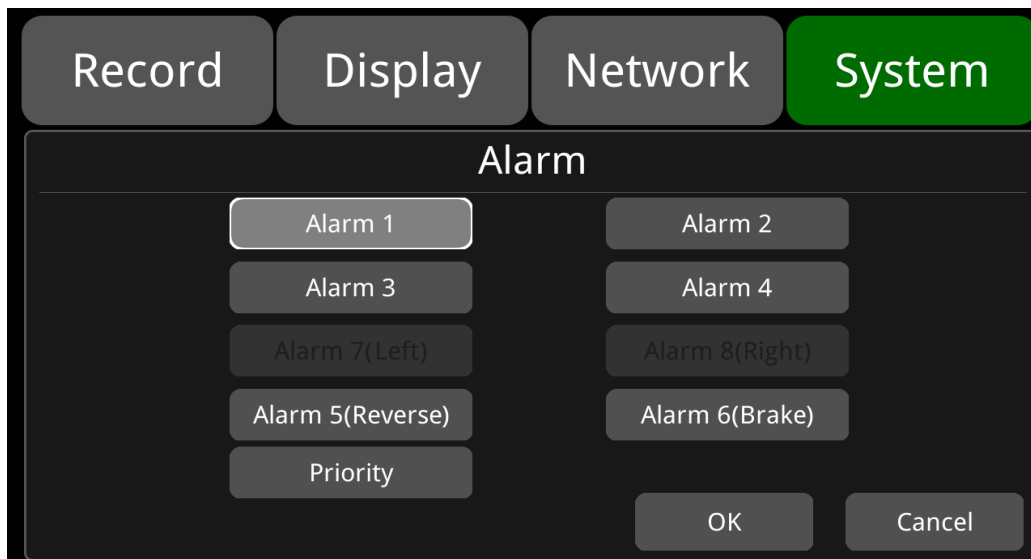 Record Display Network System
Alarm
Alarm 1 Alarm 2
Alarm 3 Alarm 4
Alarm 7(Left) Alarm 8(Right)
Alarm 5(Reverse) Alarm 6(Brake)
Priority
OK Cancel